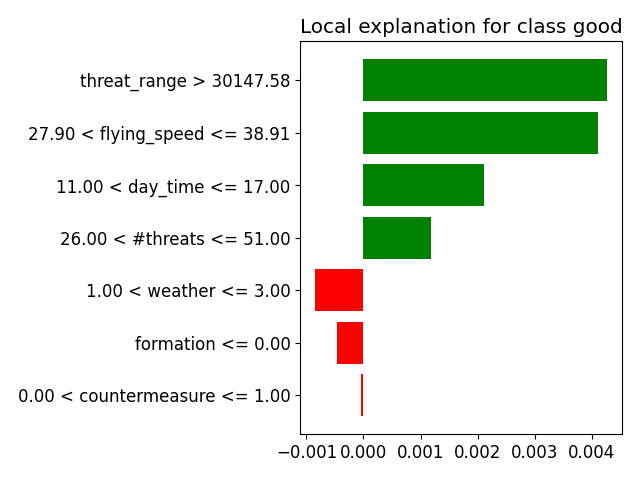 Local explanation for class good
threat_range > 30147.58
27.90 < flying_speed <= 38.91
11.00 < day_time <= 17.00
26.00 < #threats <= 51.00
1.00 < weather <= 3.00
formation <= 0.00
0.00 < countermeasure <= 1.00
−0.001 0.000 0.001 0.002 0.003 0.004